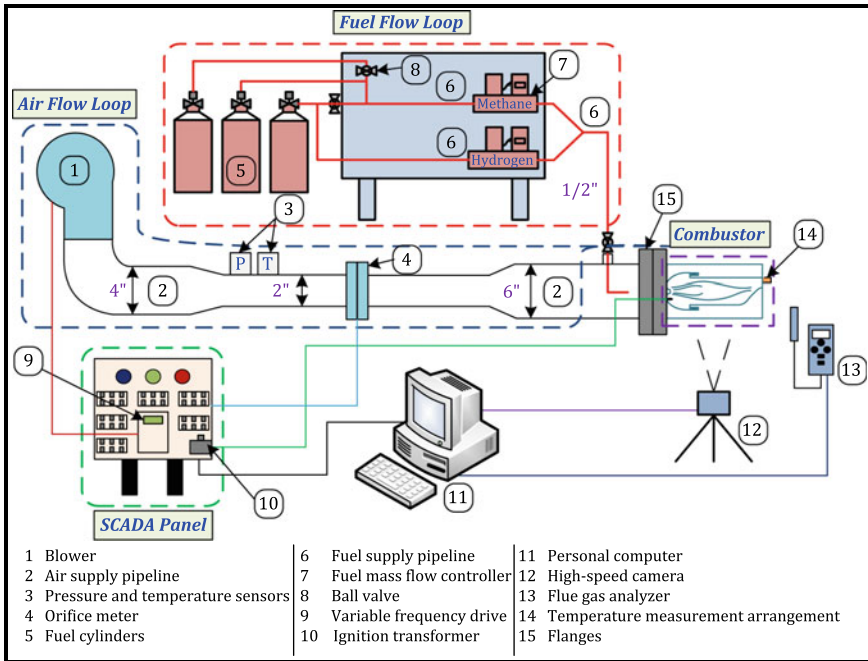 Fuel Flow Loop
8
7
6
Methane
6
Air Flow Loop
1
5
6
Hydrogen
1/2"
3
15
Combustor
P T
4
14
4" 2
2"
6" 2
9
13
12
10
11
SCADA Panel
1 Blower
2 Air supply pipeline
3 Pressure and temperature sensors
4 Orifice meter
5 Fuel cylinders
6 Fuel supply pipeline
7 Fuel mass flow controller
8 Ball valve
9 Variable frequency drive
10 Ignition transformer
11 Personal computer
12 High-speed camera
13 Flue gas analyzer
14 Temperature measurement arrangement
15 Flanges